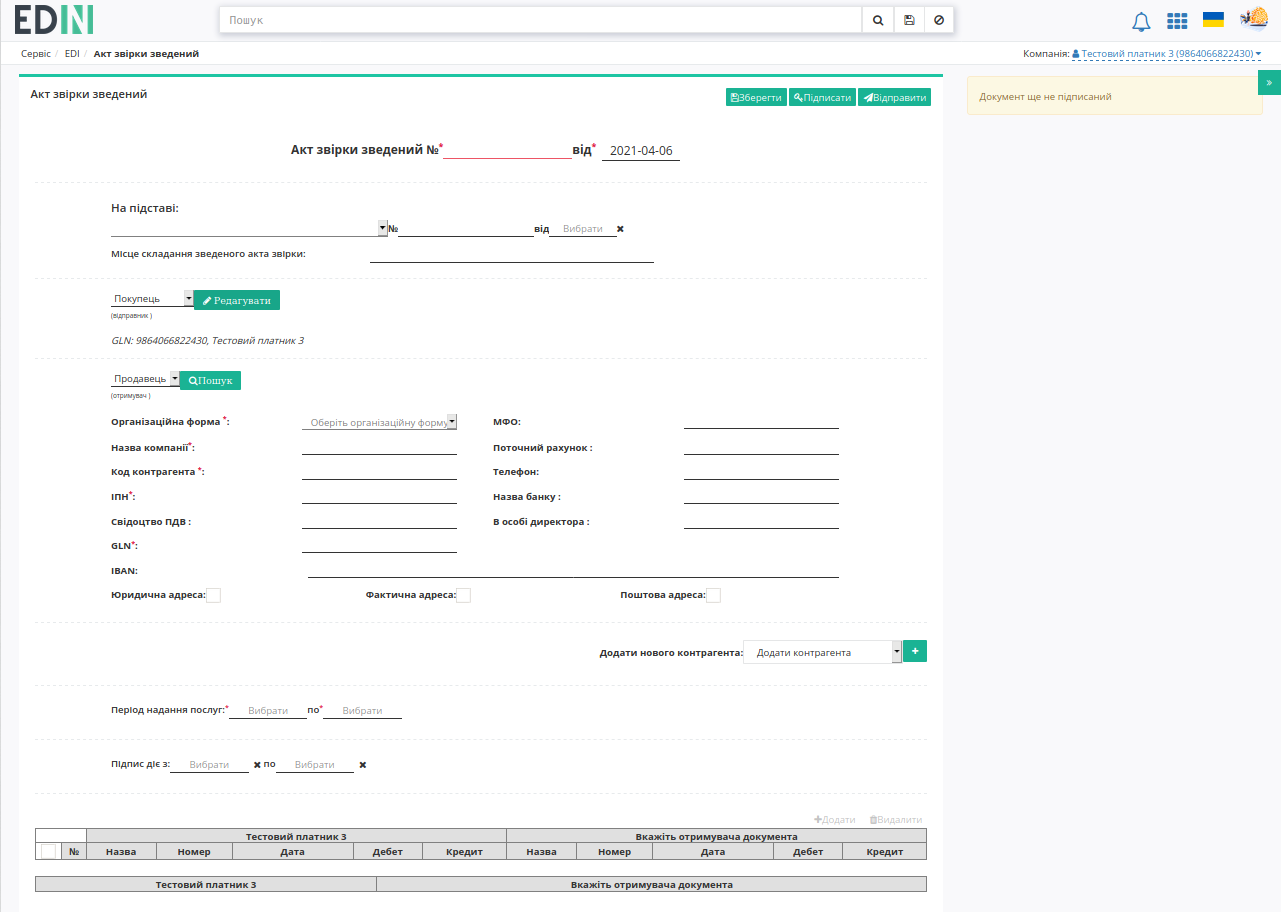 EDIN
Пошук
Сервіс / EDI / Акт звірки зведений
Компанія: Тестовий платник 3 (9864066822430)
Акт звірки зведений
Зберегти Підписати Відправити
»
Документ ще не підписаний
Акт звірки зведений №* від* 2021-04-06
На підставі:
№ від Вибрати ✖
Місце складання зведеного акта звірки:
Покупець Редагувати
(відправник )
GLN: 9864066822430, Тестовий платник 3
Продавець Пошук
(отримувач )
Організаційна форма *: Оберіть організаційну форму МФО:
Назва компанії*: Поточний рахунок :
Код контрагента *: Телефон:
ІПН*: Назва банку :
Свідоцтво ПДВ : В особі директора :
GLN*:
IBAN:
Юридична адреса: Фактична адреса: Поштова адреса:
Додати нового контрагента: Додати контрагента +
Період надання послуг:* Вибрати по* Вибрати
Підпис діє з: Вибрати ✖ по Вибрати ✖
Додати Видалити
Тестовий платник 3 Вкажіть отримувача документа
№ Назва Номер Дата Дебет Кредит Назва Номер Дата Дебет Кредит
Тестовий платник 3 Вкажіть отримувача документа